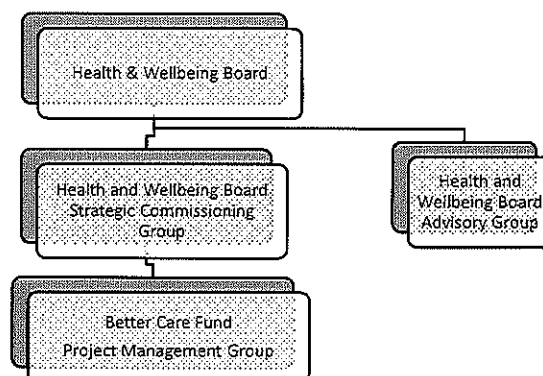 Health & Wellbeing Board
Health and Wellbeing Board
Strategic Commissioning
Group
Health and
Wellbeing Board
Advisory Group
Better Care Fund
Project Management Group